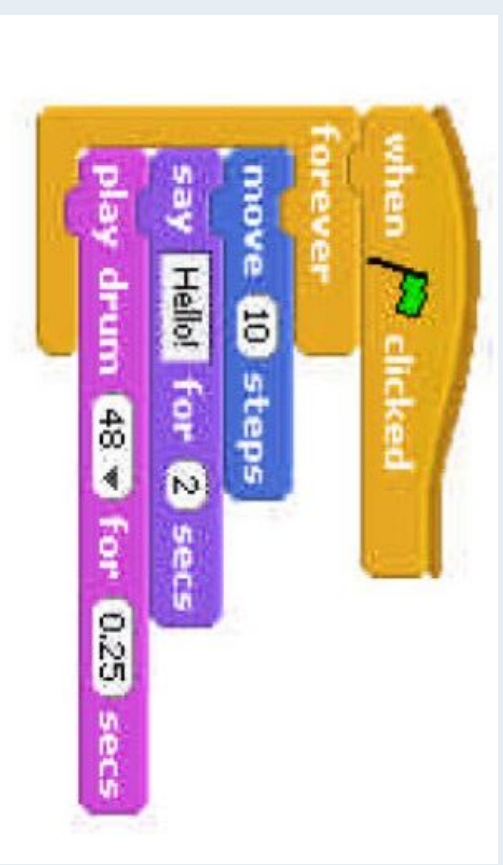 when clicked
forever
move 10 steps
say Hello! for 2 secs
play drum 48 for 0.25 secs